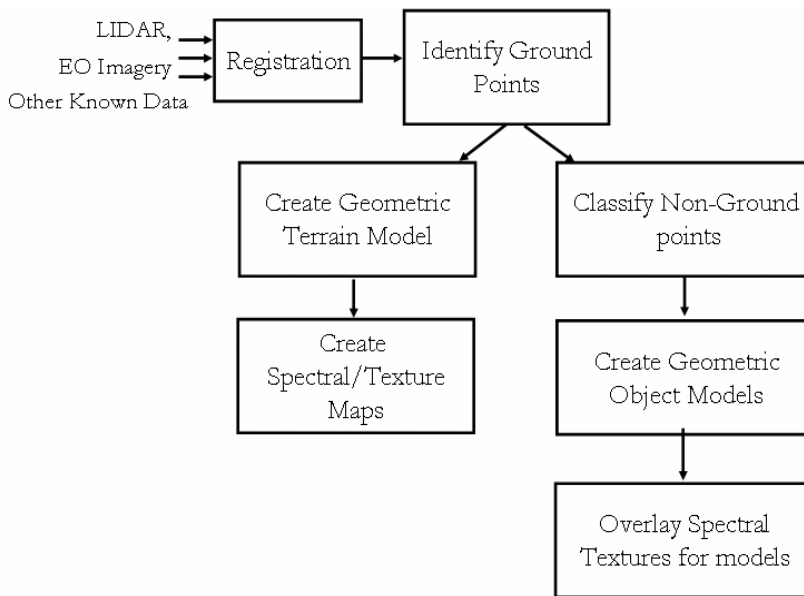 LIDAR,
EO Imagery
Other Known Data
Registration
Identify Ground
Points
Create Geometric
Terrain Model
Classify Non-Ground
points
Create
Spectral/Texture
Maps
Create Geometric
Object Models
Overlay Spectral
Textures for models